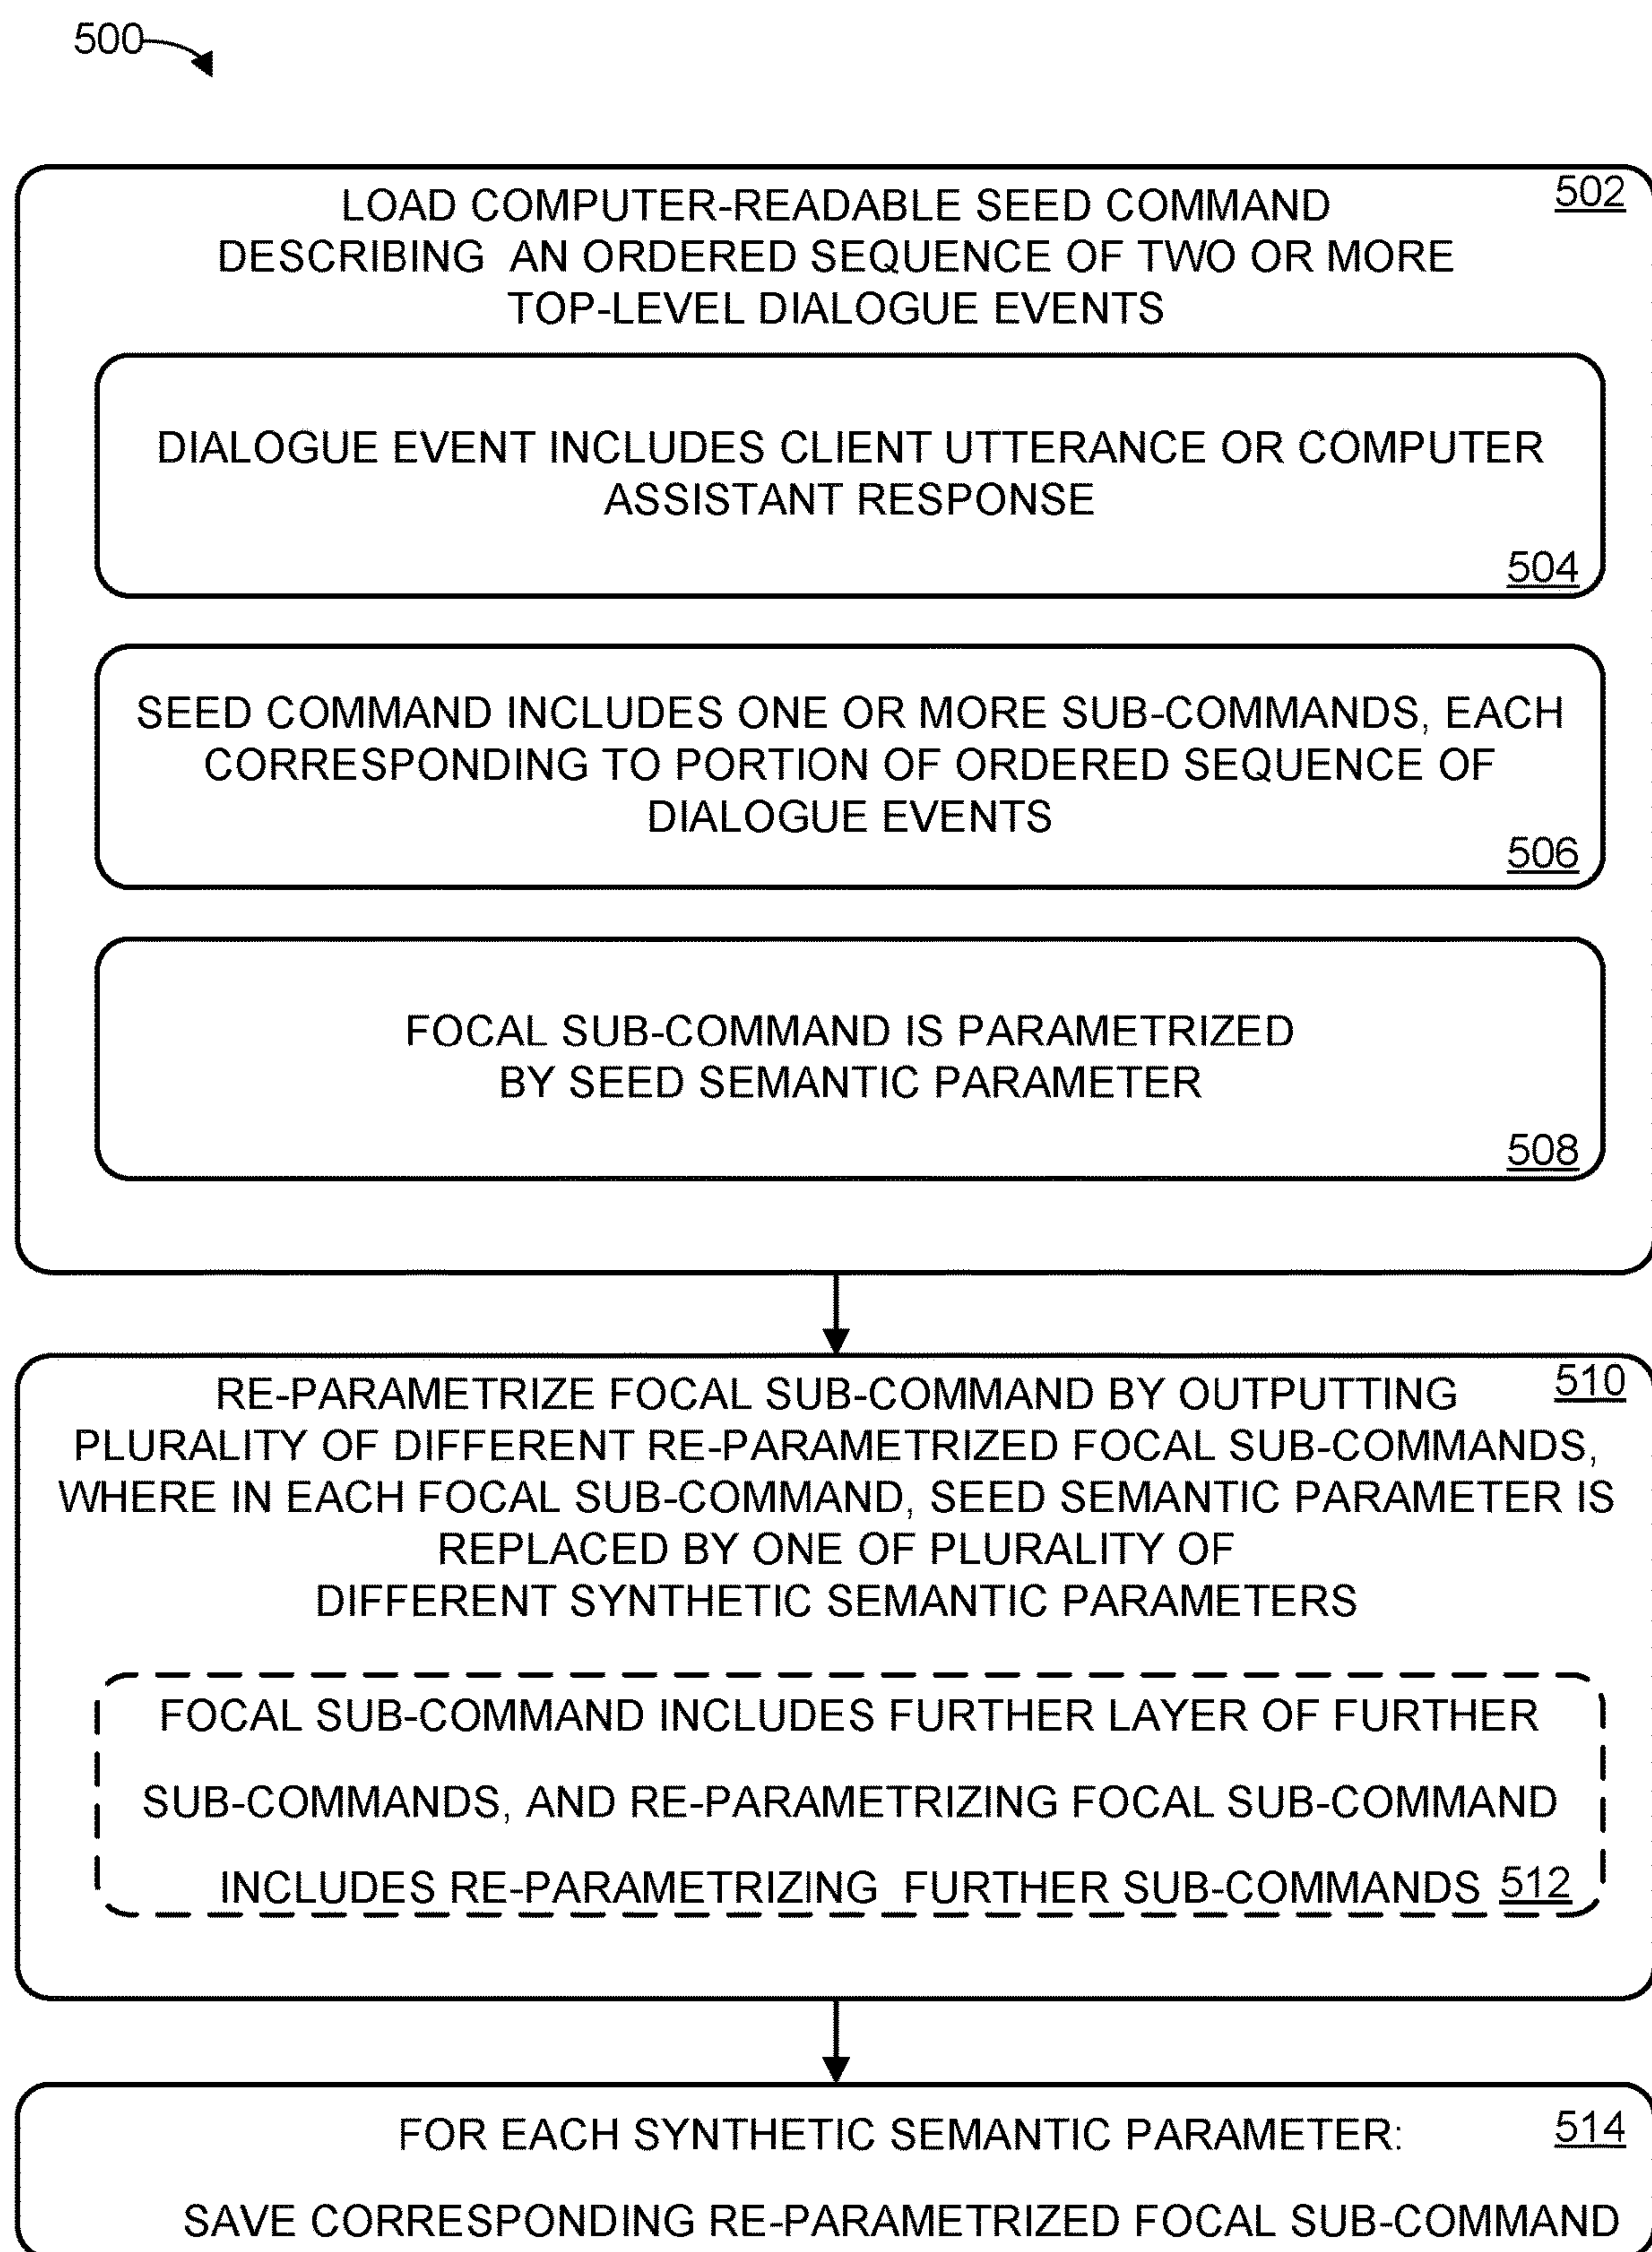 500
502
LOAD COMPUTER-READABLE SEED COMMAND
DESCRIBING AN ORDERED SEQUENCE OF TWO OR MORE
TOP-LEVEL DIALOGUE EVENTS
DIALOGUE EVENT INCLUDES CLIENT UTTERANCE OR COMPUTER
ASSISTANT RESPONSE
504
SEED COMMAND INCLUDES ONE OR MORE SUB-COMMANDS, EACH
CORRESPONDING TO PORTION OF ORDERED SEQUENCE OF
DIALOGUE EVENTS
506
FOCAL SUB-COMMAND IS PARAMETRIZED
BY SEED SEMANTIC PARAMETER
508
510
RE-PARAMETRIZE FOCAL SUB-COMMAND BY OUTPUTTING
PLURALITY OF DIFFERENT RE-PARAMETRIZED FOCAL SUB-COMMANDS,
WHERE IN EACH FOCAL SUB-COMMAND, SEED SEMANTIC PARAMETER IS
REPLACED BY ONE OF PLURALITY OF
DIFFERENT SYNTHETIC SEMANTIC PARAMETERS
FOCAL SUB-COMMAND INCLUDES FURTHER LAYER OF FURTHER
SUB-COMMANDS, AND RE-PARAMETRIZING FOCAL SUB-COMMAND
INCLUDES RE-PARAMETRIZING FURTHER SUB-COMMANDS 512
FOR EACH SYNTHETIC SEMANTIC PARAMETER: 514
SAVE CORRESPONDING RE-PARAMETRIZED FOCAL SUB-COMMAND